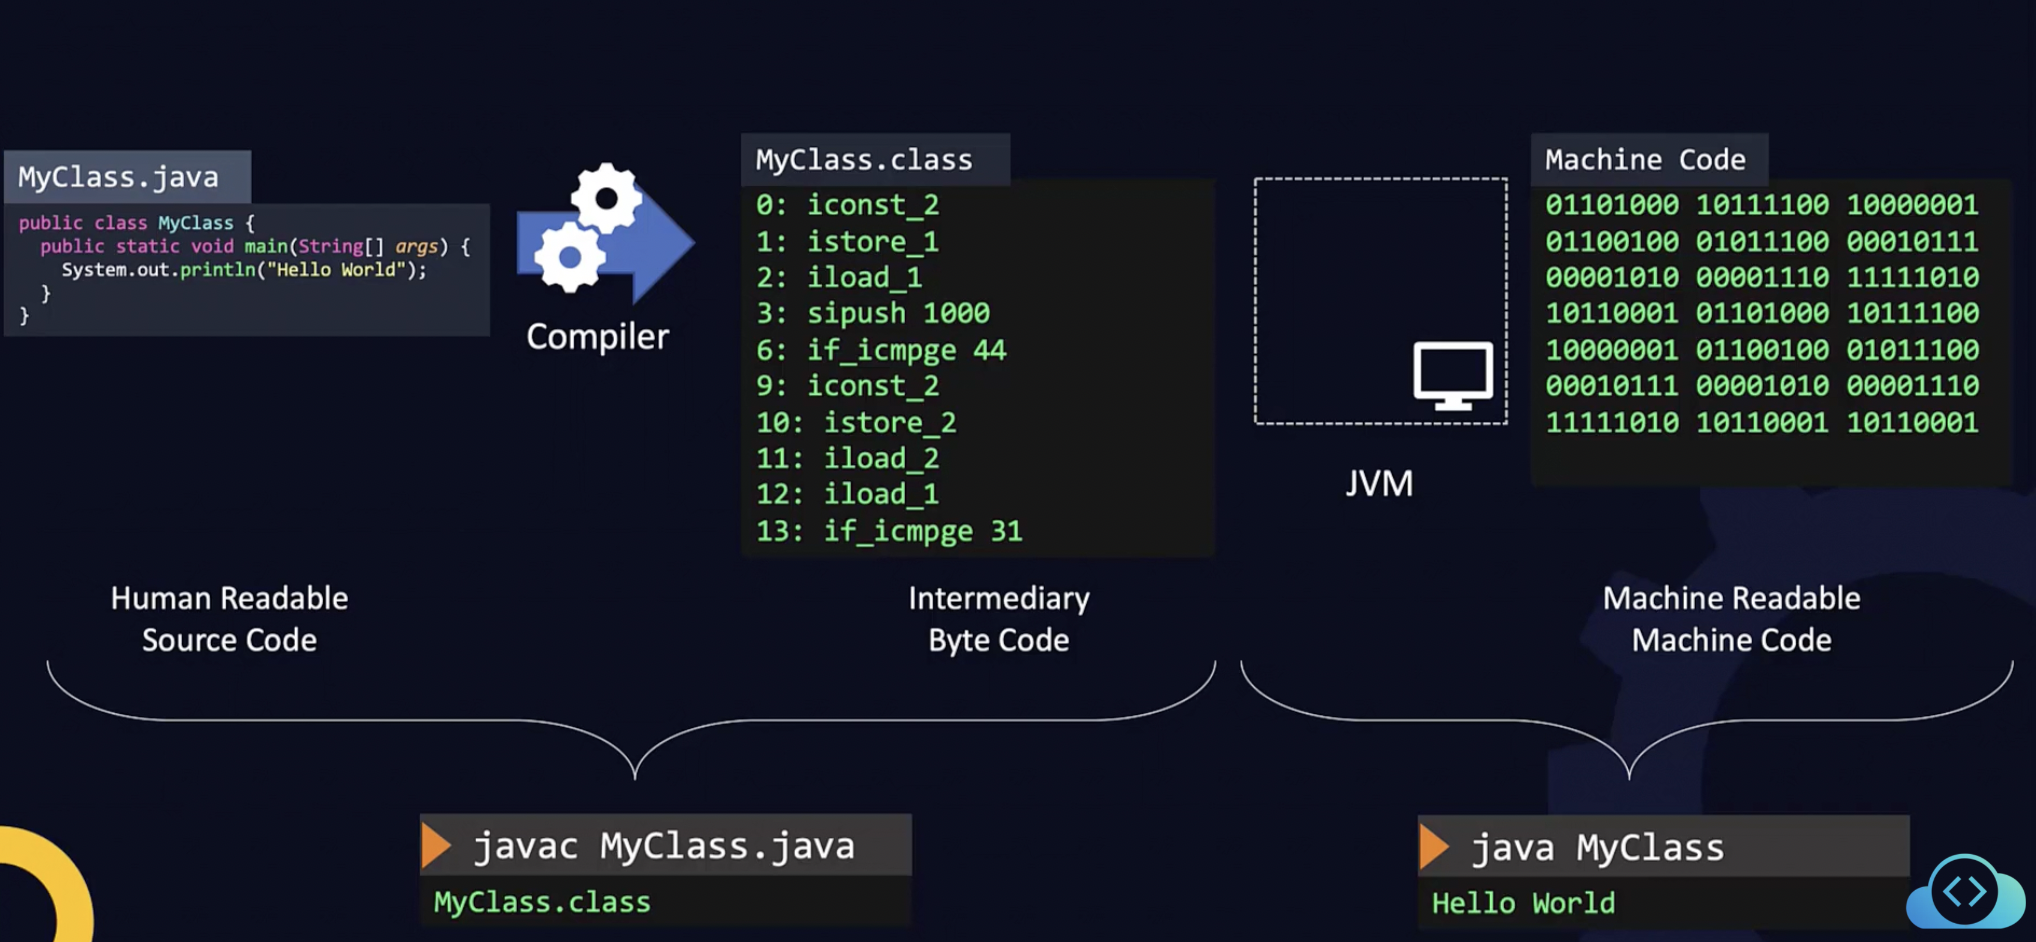 MyClass.java
public class MyClass {
public static void main(String[] args) {
System.out.println("Hello World");
}
}
Compiler
MyClass.class
0: iconst_2
1: istore_1
2: iload_1
3: sipush 1000
6: if_icmpge 44
9: iconst_2
10: istore_2
11: iload_2
12: iload_1
13: if_icmpge 31
JVM
Machine Code
01101000 10111100 10000001
01100100 01011100 00010111
00001010 00001110 11111010
10110001 01101000 10111100
10000001 01100100 01011100
00010111 00001010 00001110
11111010 10110001 10110001
Human Readable
Source Code
Intermediary
Byte Code
Machine Readable
Machine Code
javac MyClass.java
MyClass.class
java MyClass
Hello World